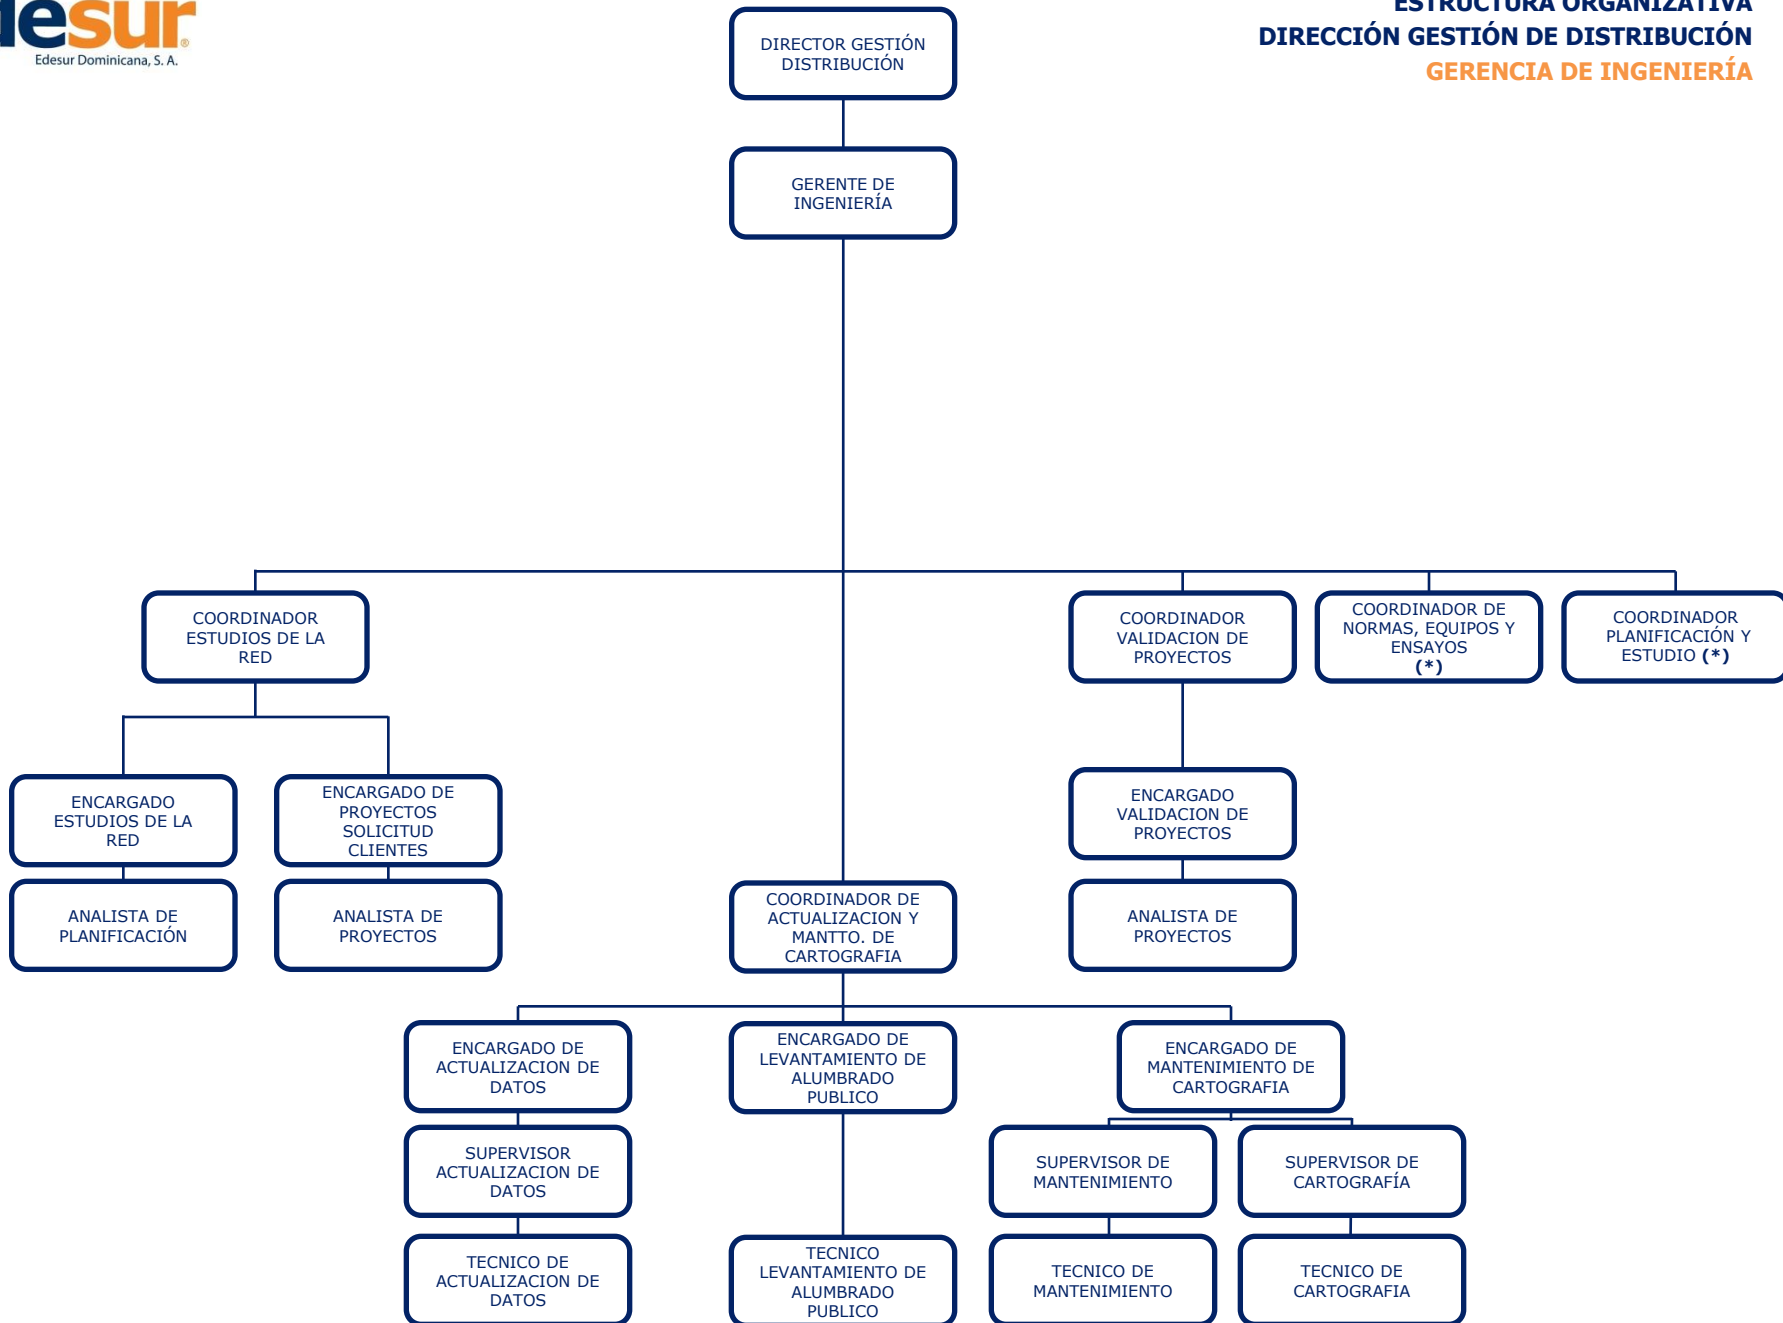 desur
Edesur Dominicana, S. A.
ESTRUCTURA ORGANIZATIVA
DIRECCIÓN GESTIÓN DE DISTRIBUCIÓN
GERENCIA DE INGENIERÍA
DIRECTOR GESTIÓN
DISTRIBUCIÓN
GERENTE DE
INGENIERÍA
COORDINADOR
ESTUDIOS DE LA
RED
COORDINADOR
VALIDACION DE
PROYECTOS
COORDINADOR DE
NORMAS, EQUIPOS Y
ENSAYOS
(*)
COORDINADOR
PLANIFICACIÓN Y
ESTUDIO (*)
ENCARGADO
ESTUDIOS DE LA
RED
ENCARGADO DE
PROYECTOS
SOLICITUD
CLIENTES
ENCARGADO
VALIDACION DE
PROYECTOS
ANALISTA DE
PLANIFICACIÓN
ANALISTA DE
PROYECTOS
COORDINADOR DE
ACTUALIZACION Y
MANTTO. DE
CARTOGRAFIA
ANALISTA DE
PROYECTOS
ENCARGADO DE
ACTUALIZACION DE
DATOS
ENCARGADO DE
LEVANTAMIENTO DE
ALUMBRADO
PUBLICO
ENCARGADO DE
MANTENIMIENTO DE
CARTOGRAFIA
SUPERVISOR
ACTUALIZACION DE
DATOS
SUPERVISOR DE
MANTENIMIENTO
SUPERVISOR DE
CARTOGRAFÍA
TECNICO DE
ACTUALIZACION DE
DATOS
TECNICO
LEVANTAMIENTO DE
ALUMBRADO
PUBLICO
TECNICO DE
MANTENIMIENTO
TECNICO DE
CARTOGRAFIA